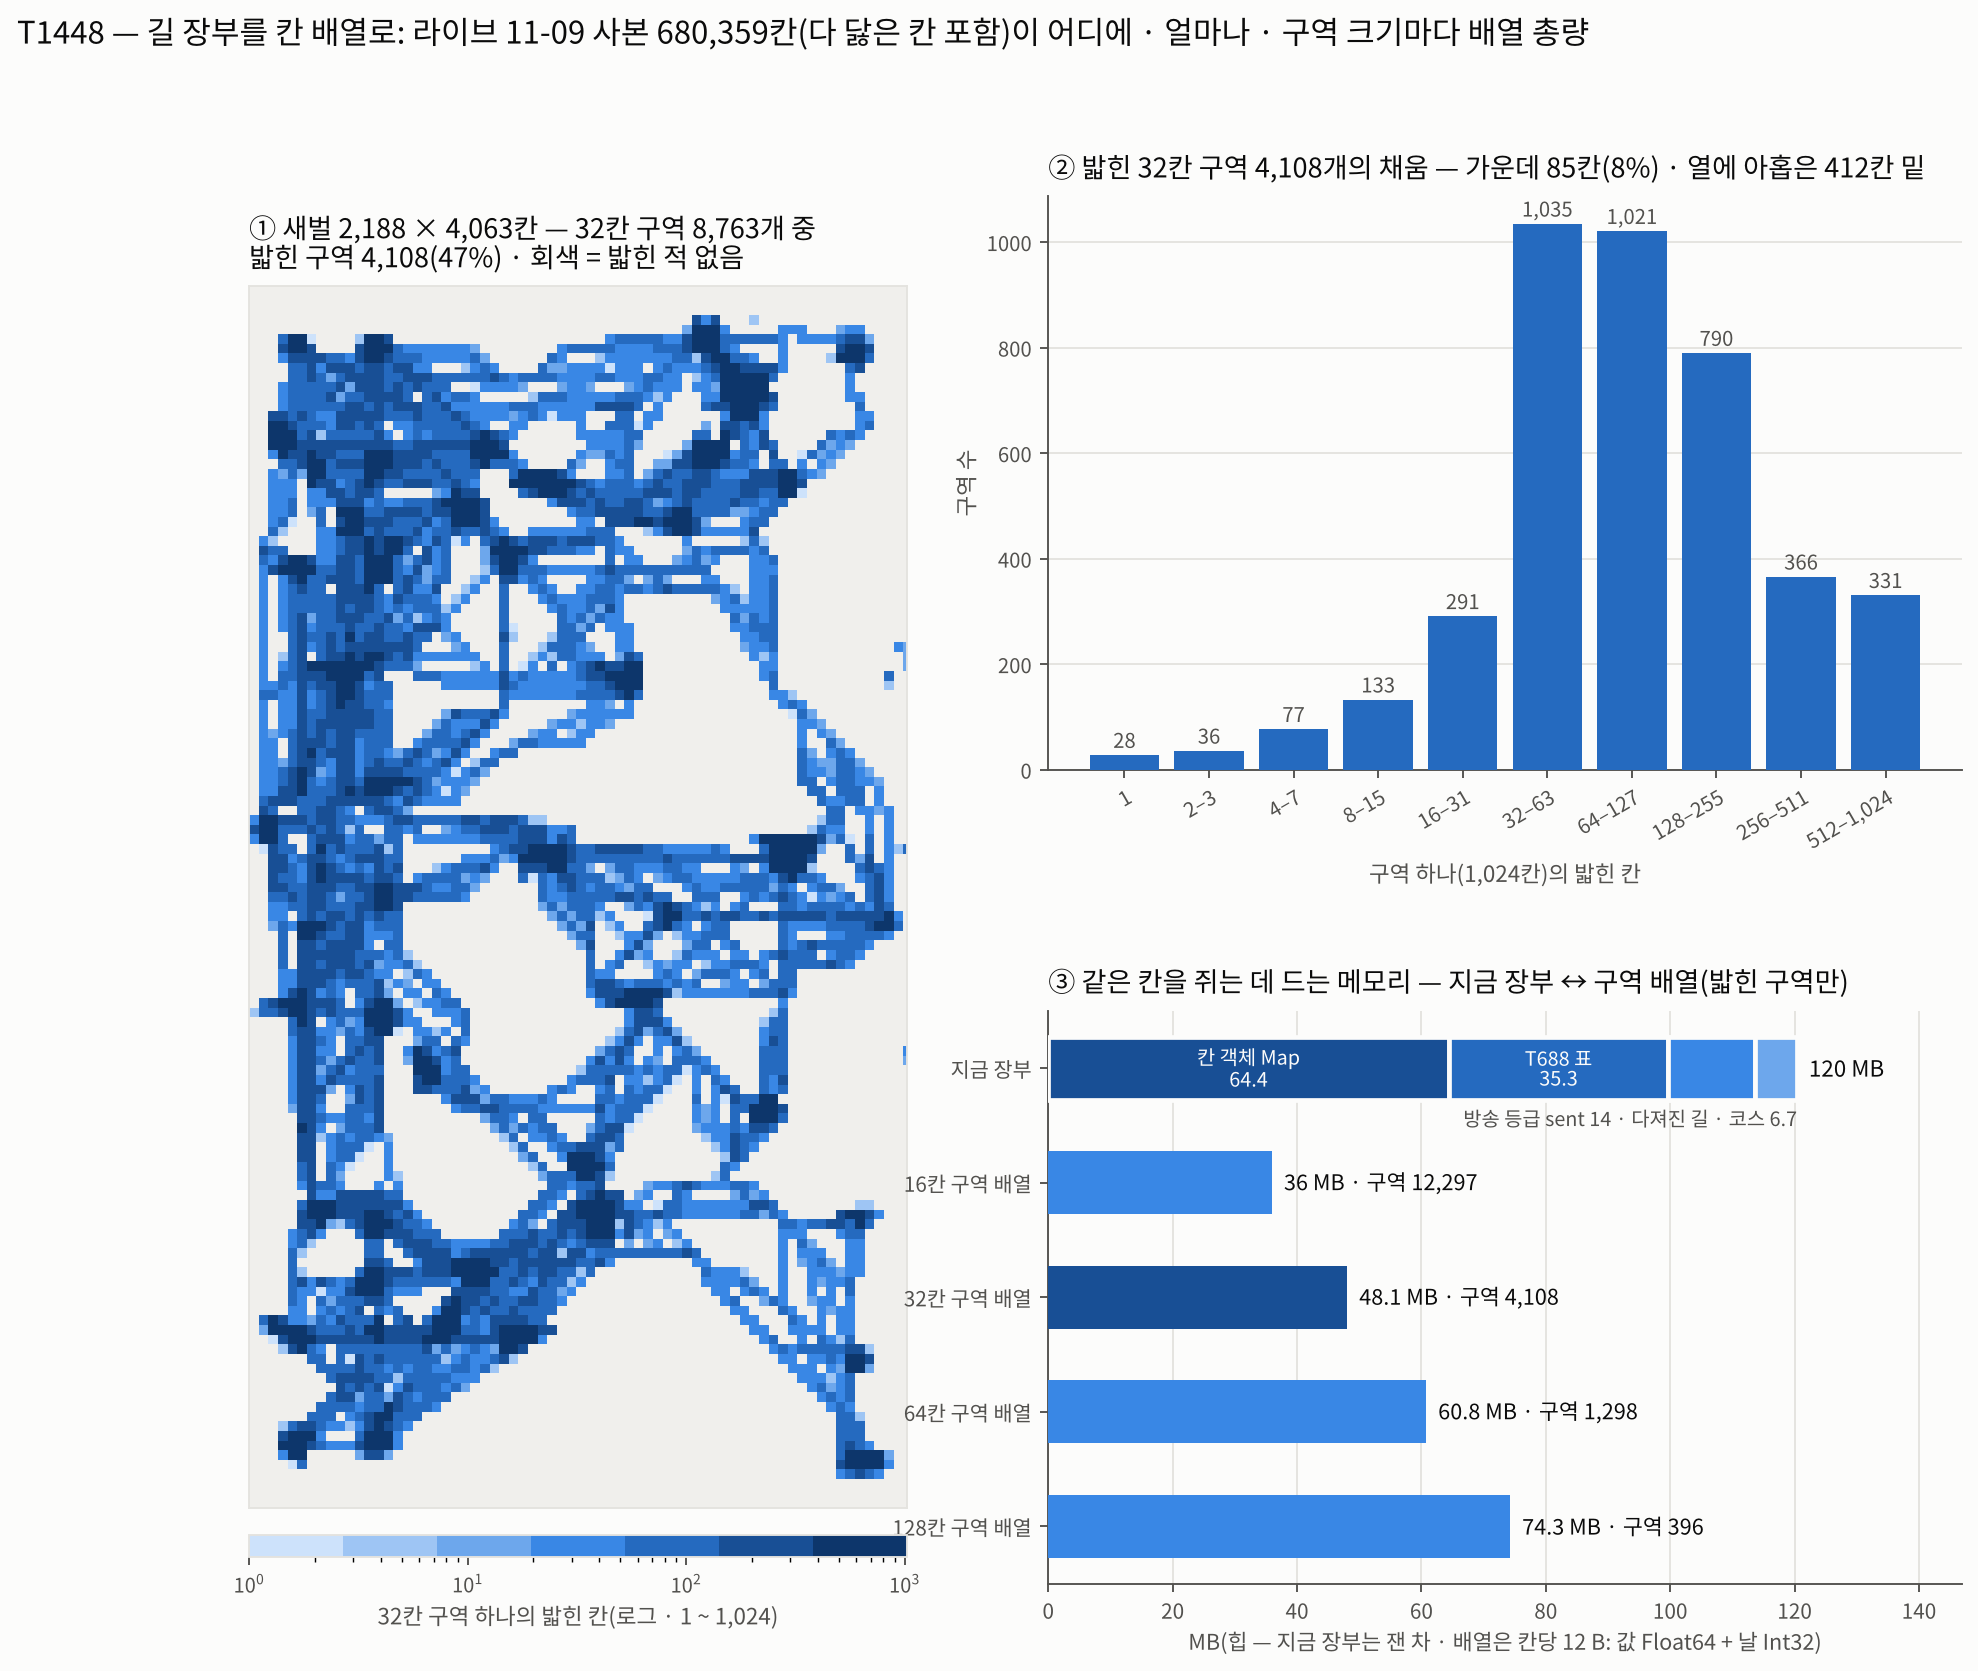 T1448 — 길 장부를 칸 배열로: 라이브 11-09 사본 680,359칸(다 닳은 칸 포함)이 어디에 · 얼마나 · 구역 크기마다 배열 총량
① 새벌 2,188 × 4,063칸 — 32칸 구역 8,763개 중
밟힌 구역 4,108(47%) · 회색 = 밟힌 적 없음
10⁰ 10¹ 10² 10³
32칸 구역 하나의 밟힌 칸(로그 · 1 ~ 1,024)
② 밟힌 32칸 구역 4,108개의 채움 — 가운데 85칸(8%) · 열에 아홉은 412칸 밑
구역 수
1000
800
600
400
200
0
28 36 77 133 291 1,035 1,021 790 366 331
1 2–3 4–7 8–15 16–31 32–63 64–127 128–255 256–511 512–1,024
구역 하나(1,024칸)의 밟힌 칸
③ 같은 칸을 쥐는 데 드는 메모리 — 지금 장부 ↔ 구역 배열(밟힌 구역만)
지금 장부
칸 객체 Map
64.4
T688 표
35.3
120 MB
방송 등급 sent 14 · 다져진 길 · 코스 6.7
16칸 구역 배열
36 MB · 구역 12,297
32칸 구역 배열
48.1 MB · 구역 4,108
64칸 구역 배열
60.8 MB · 구역 1,298
128칸 구역 배열
74.3 MB · 구역 396
0 20 40 60 80 100 120 140
MB(힙 — 지금 장부는 잰 차 · 배열은 칸당 12 B: 값 Float64 + 날 Int32)